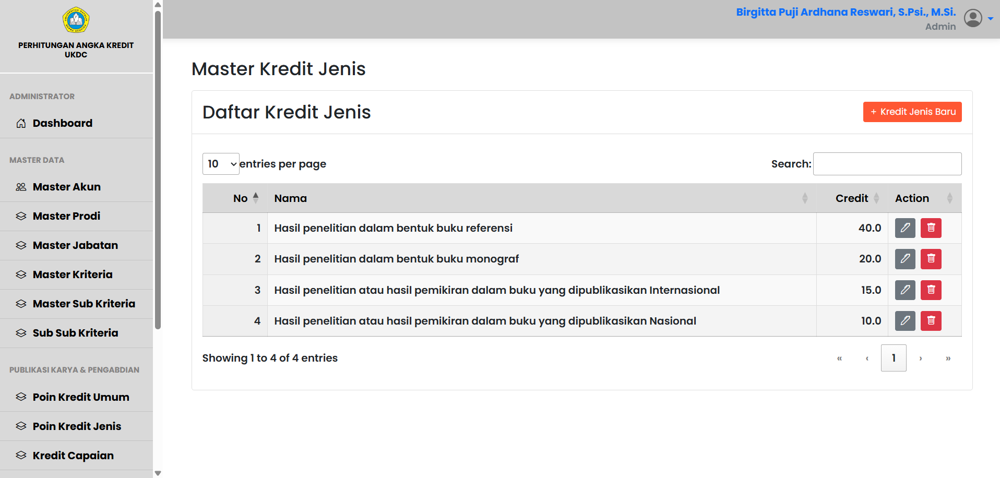 PERHITUNGAN ANGKA KREDIT
UKDC
Birgitta Puji Ardhana Reswari, S.Psi., M.Si.
Admin
ADMINISTRATOR
Dashboard
MASTER DATA
Master Akun
Master Prodi
Master Jabatan
Master Kriteria
Master Sub Kriteria
Sub Sub Kriteria
PUBLIKASI KARYA & PENGABDIAN
Poin Kredit Umum
Poin Kredit Jenis
Kredit Capaian
Master Kredit Jenis
Daftar Kredit Jenis
+ Kredit Jenis Baru
10 entries per page
Search:
No Nama Credit Action
1 Hasil penelitian dalam bentuk buku referensi 40.0
2 Hasil penelitian dalam bentuk buku monograf 20.0
3 Hasil penelitian atau hasil pemikiran dalam buku yang dipublikasikan Internasional 15.0
4 Hasil penelitian atau hasil pemikiran dalam buku yang dipublikasikan Nasional 10.0
Showing 1 to 4 of 4 entries
« ‹ 1 › »